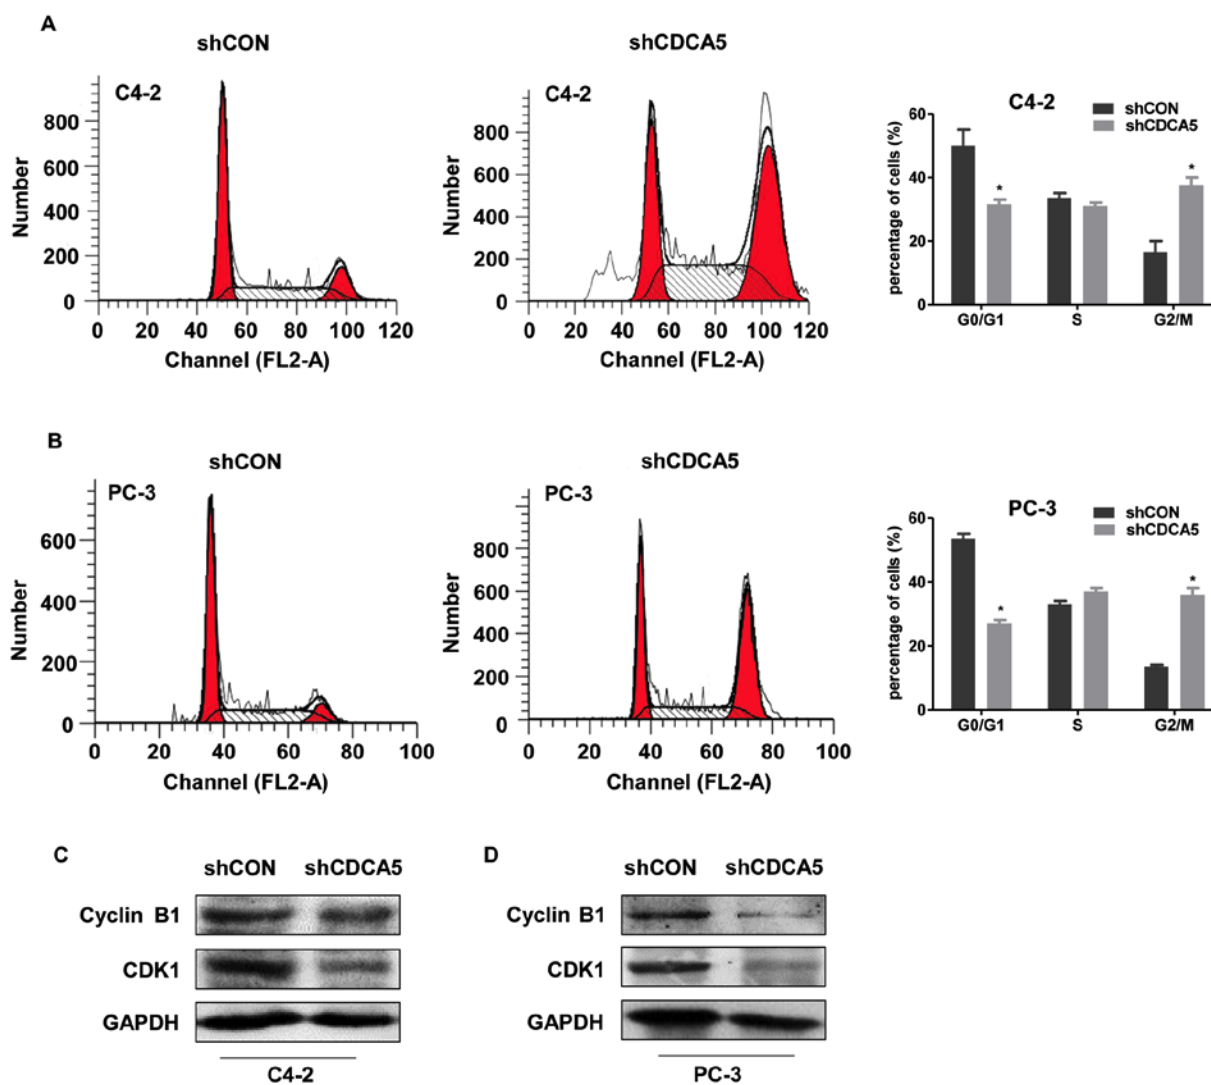 A
shCON
shCDCA5
C4-2
Number
800
600
400
200
0
0 20 40 60 80 100 120
Channel (FL2-A)
C4-2
Number
800
600
400
200
0
0 20 40 60 80 100 120
Channel (FL2-A)
C4-2
shCON
shCDCA5
percentage of cells (%)
60
40
20
0
*
*
G0/G1 S G2/M
B
shCON
shCDCA5
PC-3
Number
600
400
200
0
0 20 40 60 80 100
Channel (FL2-A)
PC-3
Number
800
600
400
200
0
0 20 40 60 80 100
Channel (FL2-A)
PC-3
shCON
shCDCA5
percentage of cells (%)
60
40
20
0
*
*
G0/G1 S G2/M
C
shCON shCDCA5
Cyclin B1
CDK1
GAPDH
C4-2
D
shCON shCDCA5
Cyclin B1
CDK1
GAPDH
PC-3